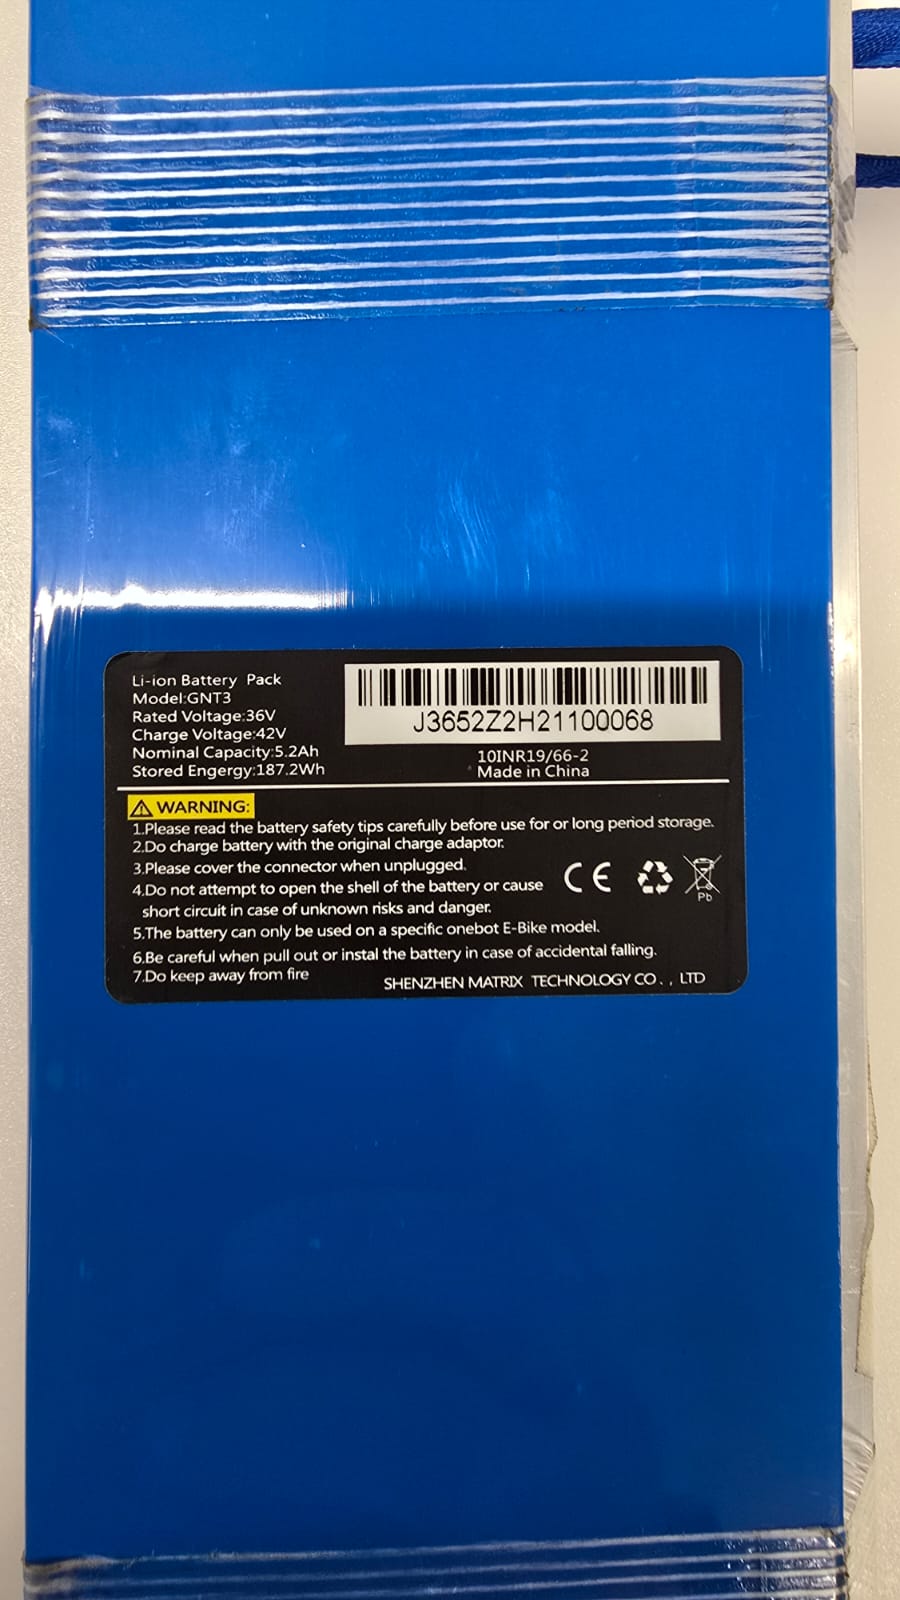 Li-ion Battery Pack
Model:GNT3
Rated Voltage:36V
Charge Voltage:42V
Nominal Capacity:5.2Ah
Stored Engergy:187.2Wh
J3652Z2H21100068
10INR19/66-2
Made in China
WARNING:
1.Please read the battery safety tips carefully before use for or long period storage.
2.Do charge battery with the original charge adaptor.
3.Please cover the connector when unplugged.
4.Do not attempt to open the shell of the battery or cause
short circuit in case of unknown risks and danger.
5.The battery can only be used on a specific onebot E-Bike model.
6.Be careful when pull out or instal the battery in case of accidental falling.
7.Do keep away from fire
CE
Pb
SHENZHEN MATRIX TECHNOLOGY CO., LTD